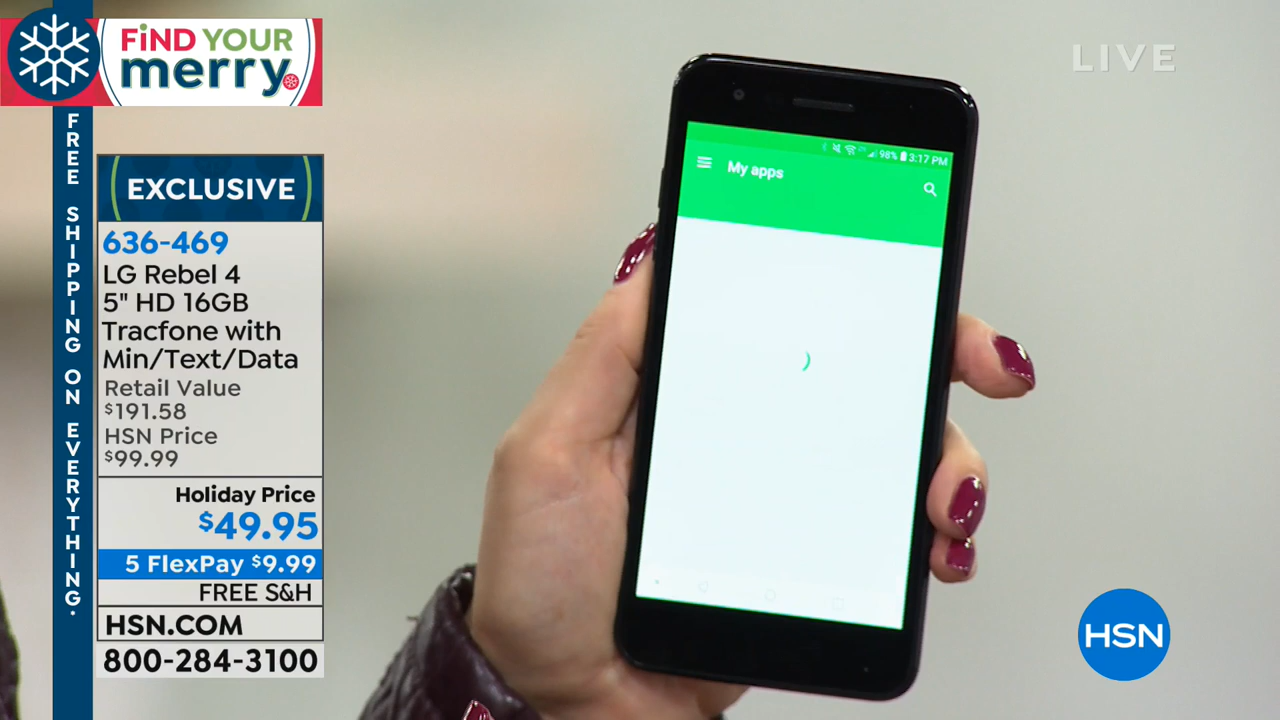 FiND YOUR
merry.
LIVE
FREE SHIPPING ON EVERYTHING.
EXCLUSIVE
636-469
LG Rebel 4
5" HD 16GB
Tracfone with
Min/Text/Data
Retail Value
$191.58
HSN Price
$99.99
Holiday Price
$49.95
5 FlexPay $9.99
FREE S&H
HSN.COM
800-284-3100
98% 3:17 PM
My apps
HSN